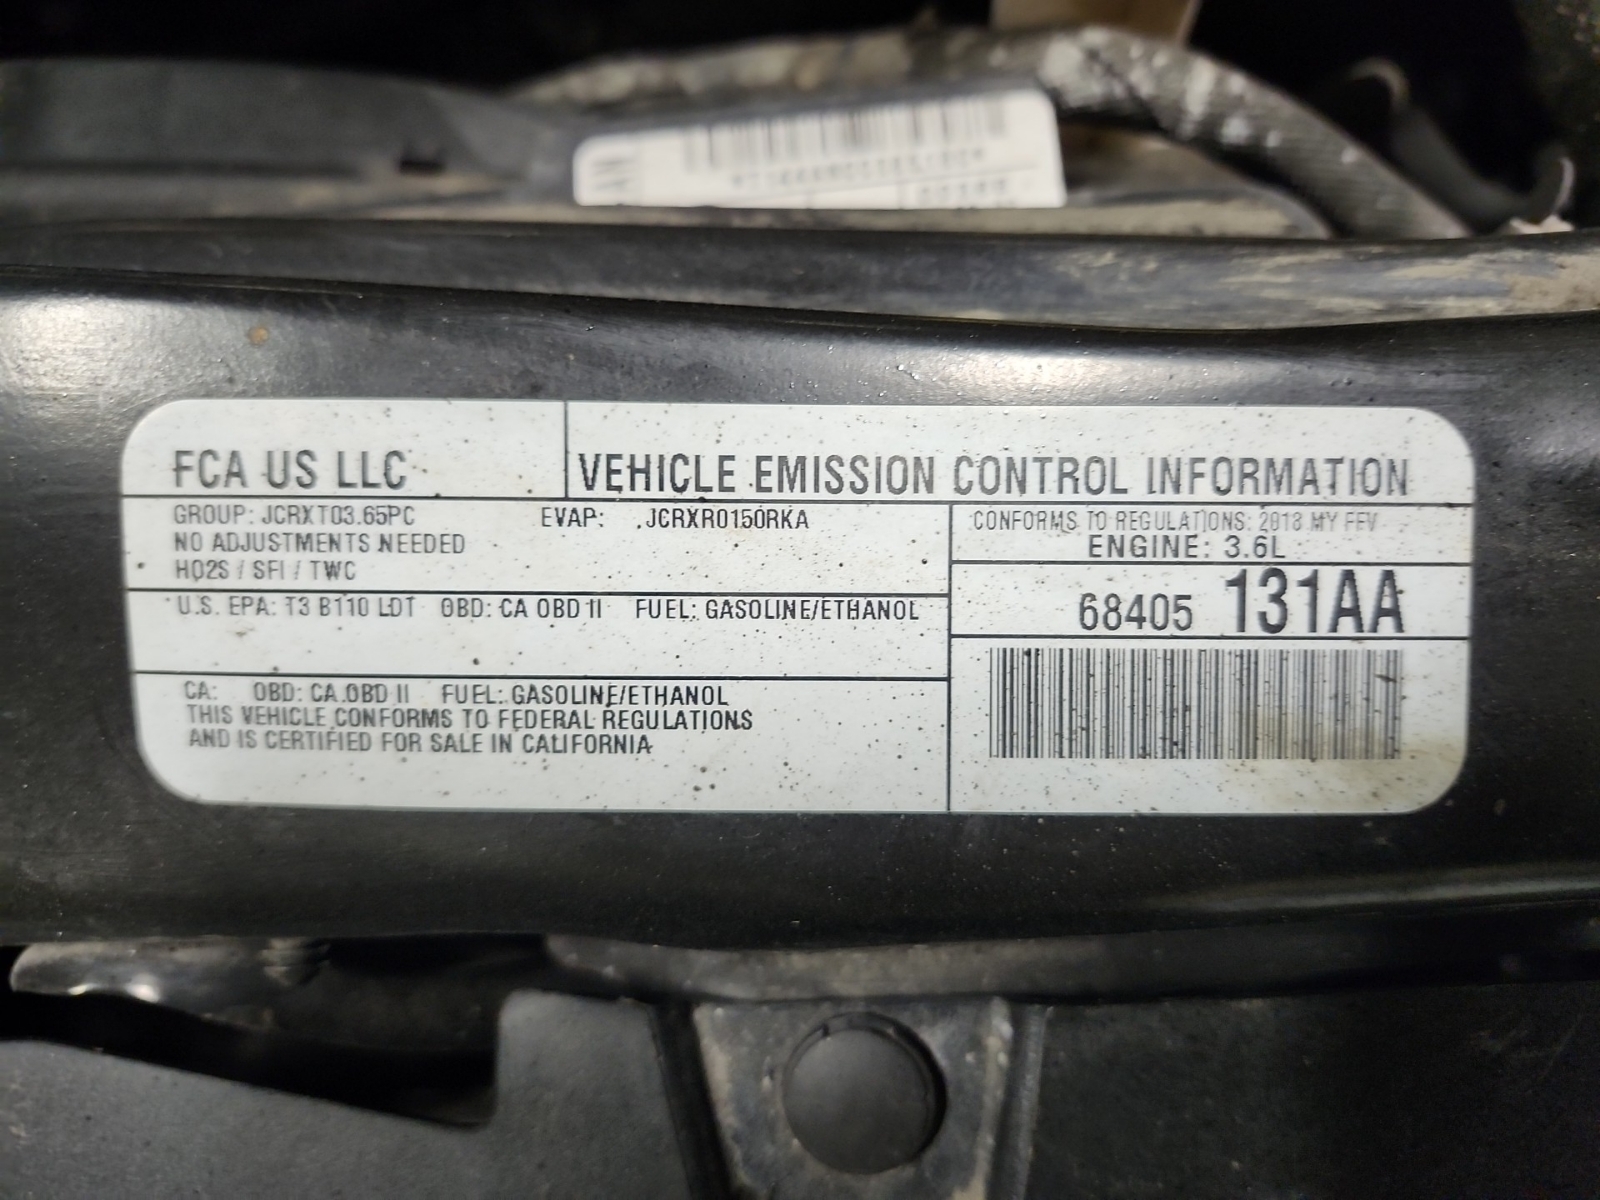 FCA US LLC
VEHICLE EMISSION CONTROL INFORMATION
GROUP: JCRXT03.65PC EVAP: JCRXR0150RKA
NO ADJUSTMENTS NEEDED
HO2S / SFI / TWC
CONFORMS TO REGULATIONS: 2018 MY FFV
ENGINE: 3.6L
68405 131AA
U.S. EPA: T3 B110 LDT OBD: CA OBD II FUEL: GASOLINE/ETHANOL
CA: OBD: CA OBD II FUEL: GASOLINE/ETHANOL
THIS VEHICLE CONFORMS TO FEDERAL REGULATIONS
AND IS CERTIFIED FOR SALE IN CALIFORNIA